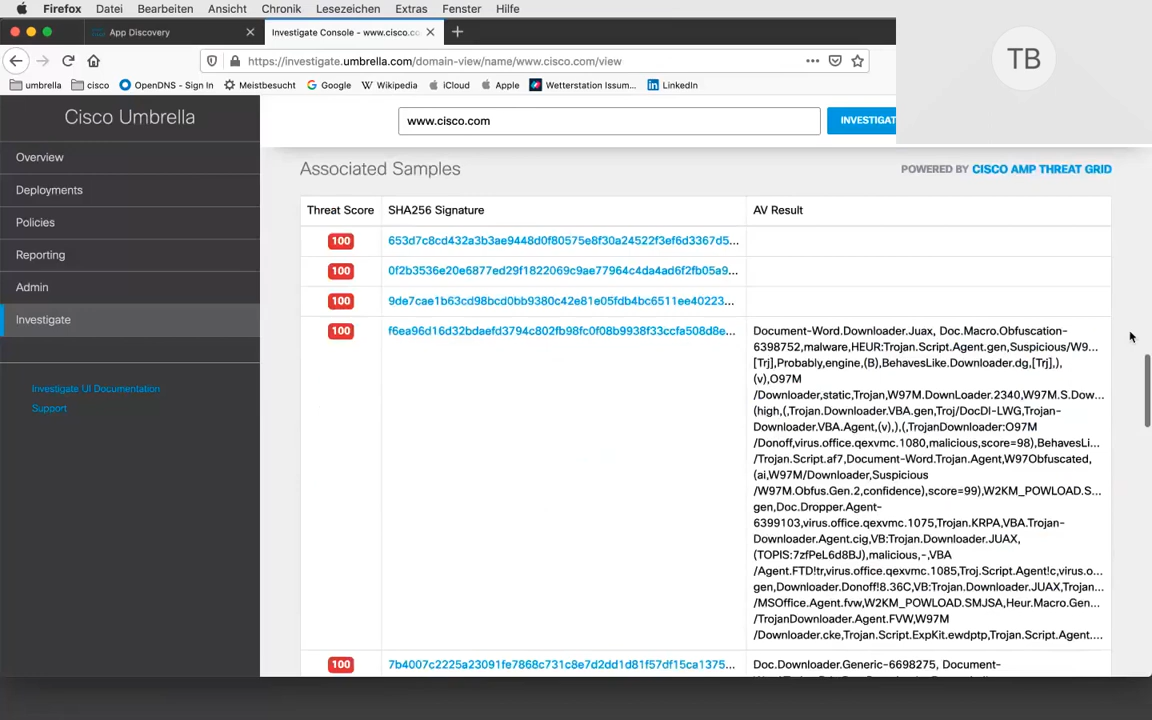 Firefox Datei Bearbeiten Ansicht Chronik Lesezeichen Extras Fenster Hilfe
App Discovery
Investigate Console - www.cisco.co
TB
https://investigate.umbrella.com/domain-view/name/www.cisco.com/view
umbrella cisco OpenDNS - Sign In Meistbesucht Google Wikipedia iCloud Apple Wetterstation Issum... LinkedIn
Cisco Umbrella
www.cisco.com
INVESTIGAT
Overview
Deployments
Policies
Reporting
Admin
Investigate
Investigate UI Documentation
Support
Associated Samples
POWERED BY CISCO AMP THREAT GRID
Threat Score SHA256 Signature AV Result
100 653d7c8cd432a3b3ae9448d0f80575e8f30a24522f3ef6d3367d5...
100 0f2b3536e20e6877ed29f1822069c9ae77964c4da4ad6f2fb05a9...
100 9de7cae1b63cd98bcd0bb9380c42e81e05fdb4bc6511ee40223...
100 f6ea96d16d32bdaefd3794c802fb98fc0f08b9938f33ccfa508d8e...
Document-Word.Downloader.Juax, Doc.Macro.Obfuscation-
6398752,malware,HEUR:Trojan.Script.Agent.gen,Suspicious/W9...
[Trj],Probably,engine,(B),BehavesLike.Downloader.dg,[Trj],),
(v),O97M
/Downloader,static,Trojan,W97M.DownLoader.2340,W97M.S.Dow...
(high,(,Trojan.Downloader.VBA.gen,Troj/DocDl-LWG,Trojan-
Downloader.VBA.Agent,(v),),(,TrojanDownloader:O97M
/Donoff,virus.office.qexvmc.1080,malicious,score=98),BehavesLi...
/Trojan.Script.af7,Document-Word.Trojan.Agent,W97Obfuscated,
(ai,W97M/Downloader,Suspicious
/W97M.Obfus.Gen.2,confidence),score=99),W2KM_POWLOAD.S...
gen,Doc.Dropper.Agent-
6399103,virus.office.qexvmc.1075,Trojan.KRPA,VBA.Trojan-
Downloader.Agent.cig,VB:Trojan.Downloader.JUAX,
(TOPIS:7zfPeL6d8BJ),malicious,-,VBA
/Agent.FTD!tr,virus.office.qexvmc.1085,Troj.Script.Agent!c,virus.o...
gen,Downloader.Donoff!8.36C,VB:Trojan.Downloader.JUAX,Trojan...
/MSOffice.Agent.fvw,W2KM_POWLOAD.SMJSA,Heur.Macro.Gen...
/TrojanDownloader.Agent.FVW,W97M
/Downloader.cke,Trojan.Script.ExpKit.ewdptp,Trojan.Script.Agent....
100 7b4007c2225a23091fe7868c731c8e7d2dd1d81f57df15ca1375...
Doc.Downloader.Generic-6698275, Document-